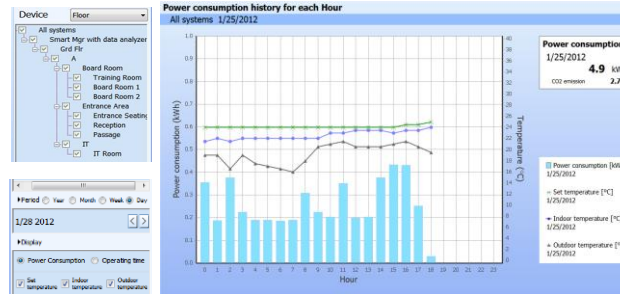 Device Floor
All systems
Smart Mgr with data analyzer
Grd Flr
A
Board Room
Training Room
Board Room 1
Board Room 2
Entrance Area
Entrance Seating
Reception
Passage
IT
IT Room
Period Year Month Week Day
1/28 2012
Display
Power Consumption Operating time
Set temperature Indoor temperature Outdoor temperature
Power consumption history for each Hour
All systems 1/25/2012
Power consumption (kWh)
1.0
0.9
0.8
0.7
0.6
0.5
0.4
0.3
0.2
0.1
0.0
0 1 2 3 4 5 6 7 8 9 10 11 12 13 14 15 16 17 18 19 20 21 22 23
Hour
40
38
36
34
32
30
28
26
24
22
20
18
16
14
12
10
8
6
4
2
0
Temperature (°C)
Power consumption
1/25/2012
4.9 kW
CO2 emission 2.7
Power consumption [kW
1/25/2012
Set temperature [°C]
1/25/2012
Indoor temperature [°C
1/25/2012
Outdoor temperature [°
1/25/2012